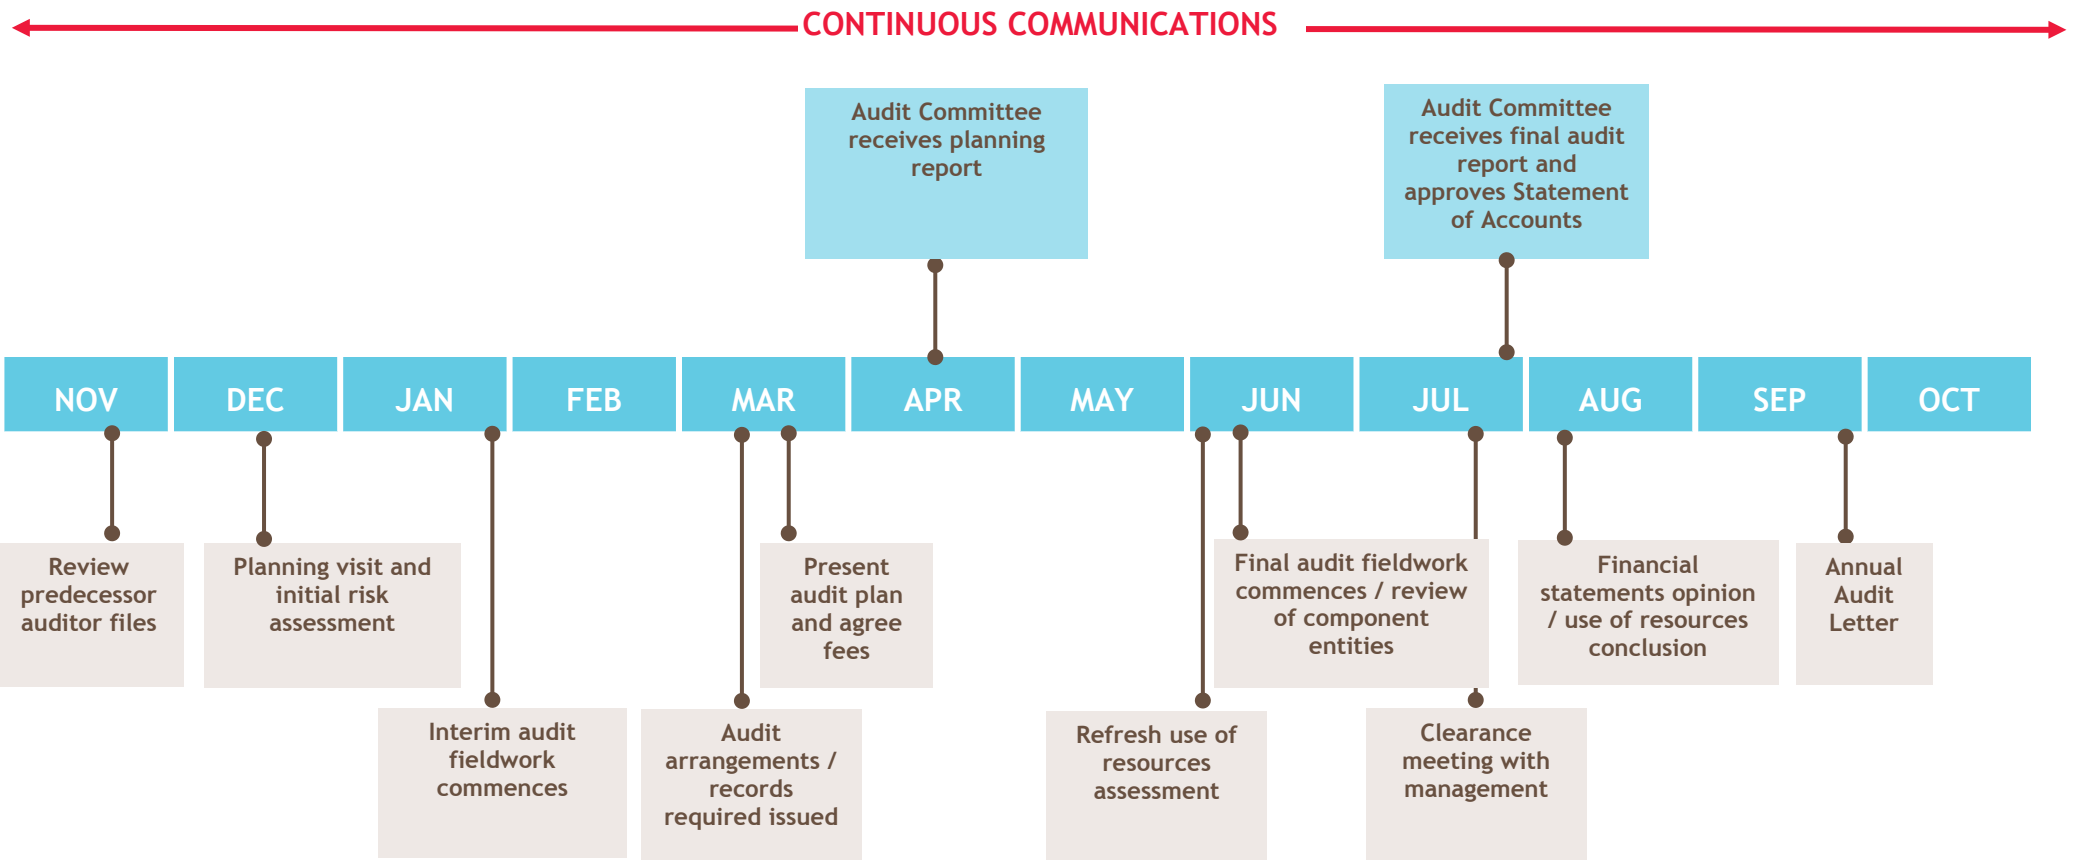 CONTINUOUS COMMUNICATIONS
Audit Committee
receives planning
report
Audit Committee
receives final audit
report and
approves Statement
of Accounts
NOV
DEC
JAN
FEB
MAR
APR
MAY
JUN
JUL
AUG
SEP
OCT
Review
predecessor
auditor files
Planning visit and
initial risk
assessment
Present
audit plan
and agree
fees
Final audit fieldwork
commences / review
of component
entities
Financial
statements opinion
/ use of resources
conclusion
Annual
Audit
Letter
Interim audit
fieldwork
commences
Audit
arrangements /
records
required issued
Refresh use of
resources
assessment
Clearance
meeting with
management